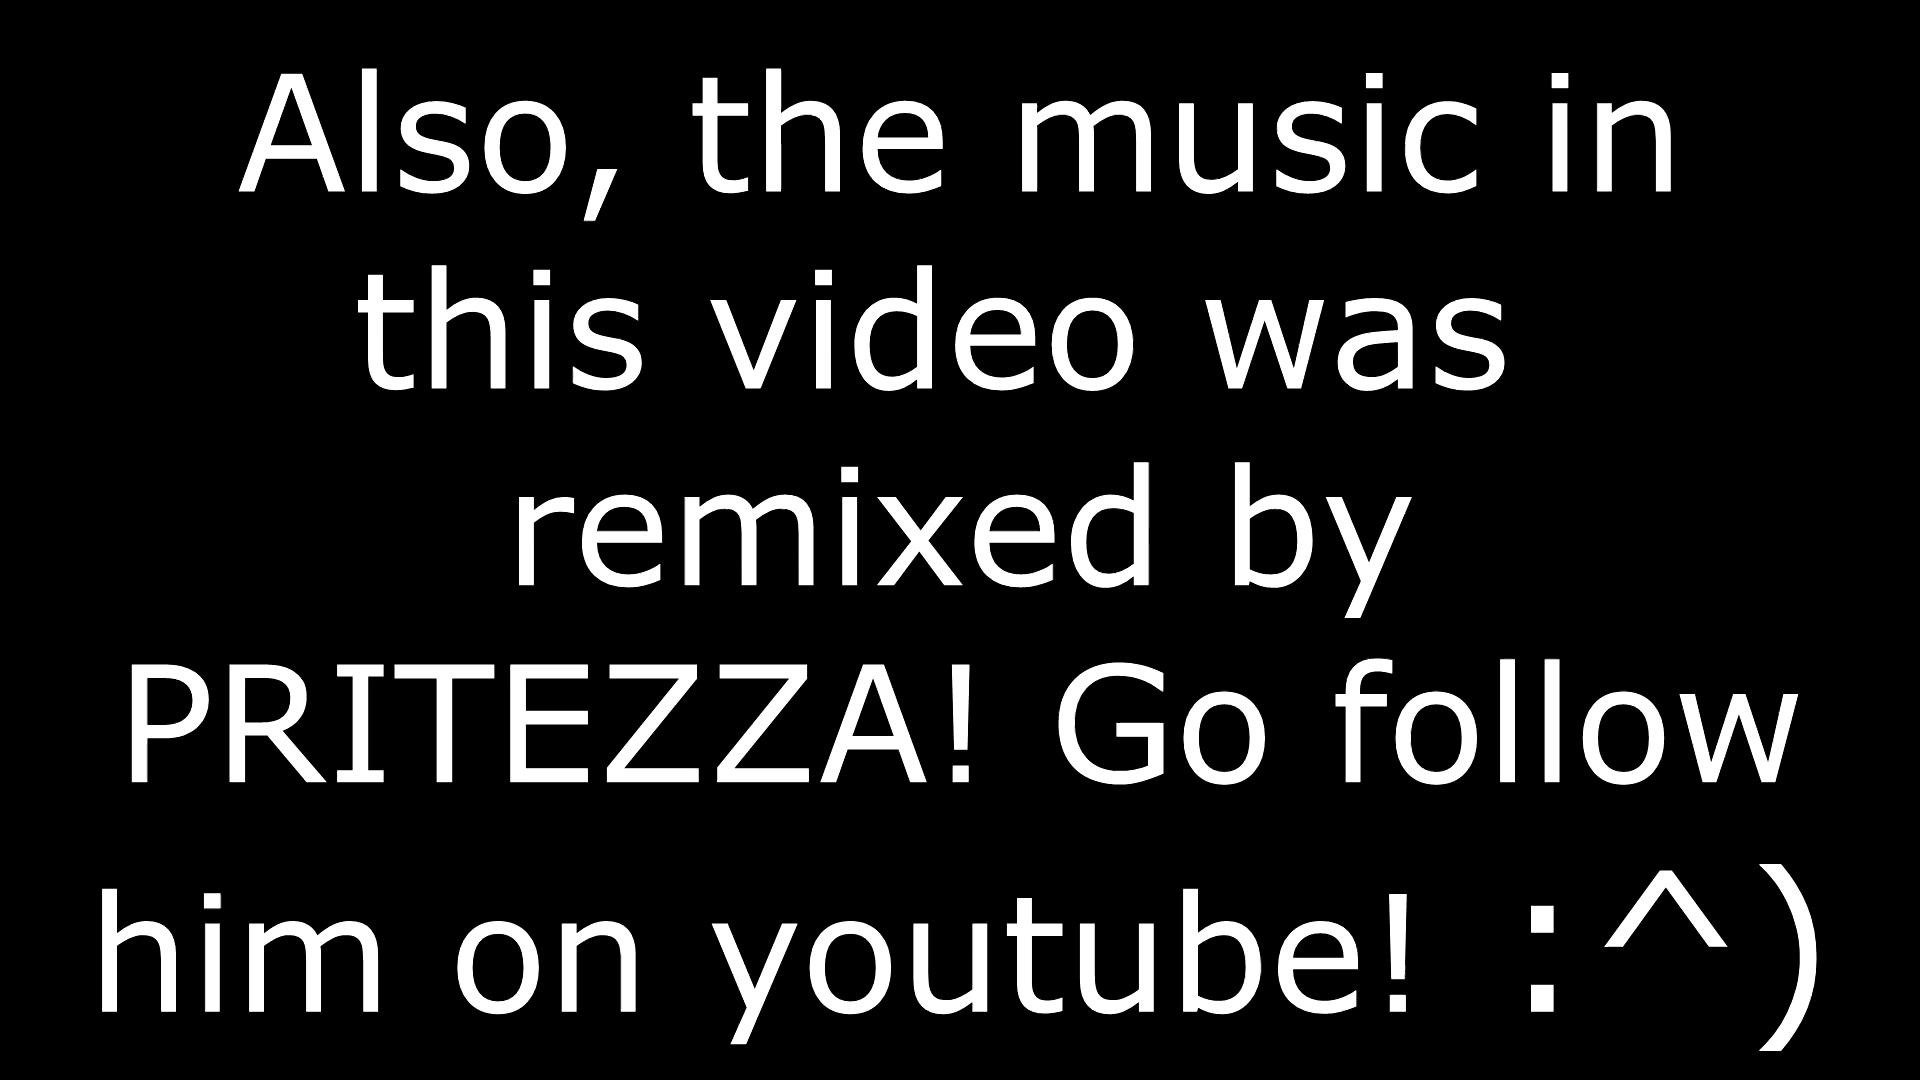 Also, the music in
this video was
remixed by
PRITEZZA! Go follow
him on youtube! :^)